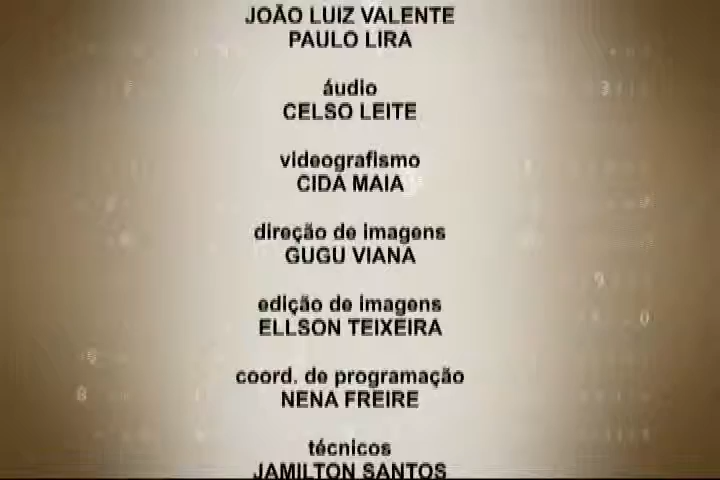 JOÃO LUIZ VALENTE
PAULO LIRA
áudio
CELSO LEITE
videografismo
CIDA MAIA
direção de imagens
GUGU VIANA
edição de imagens
ELLSON TEIXEIRA
coord. de programação
NENA FREIRE
técnicos
JAMILTON SANTOS